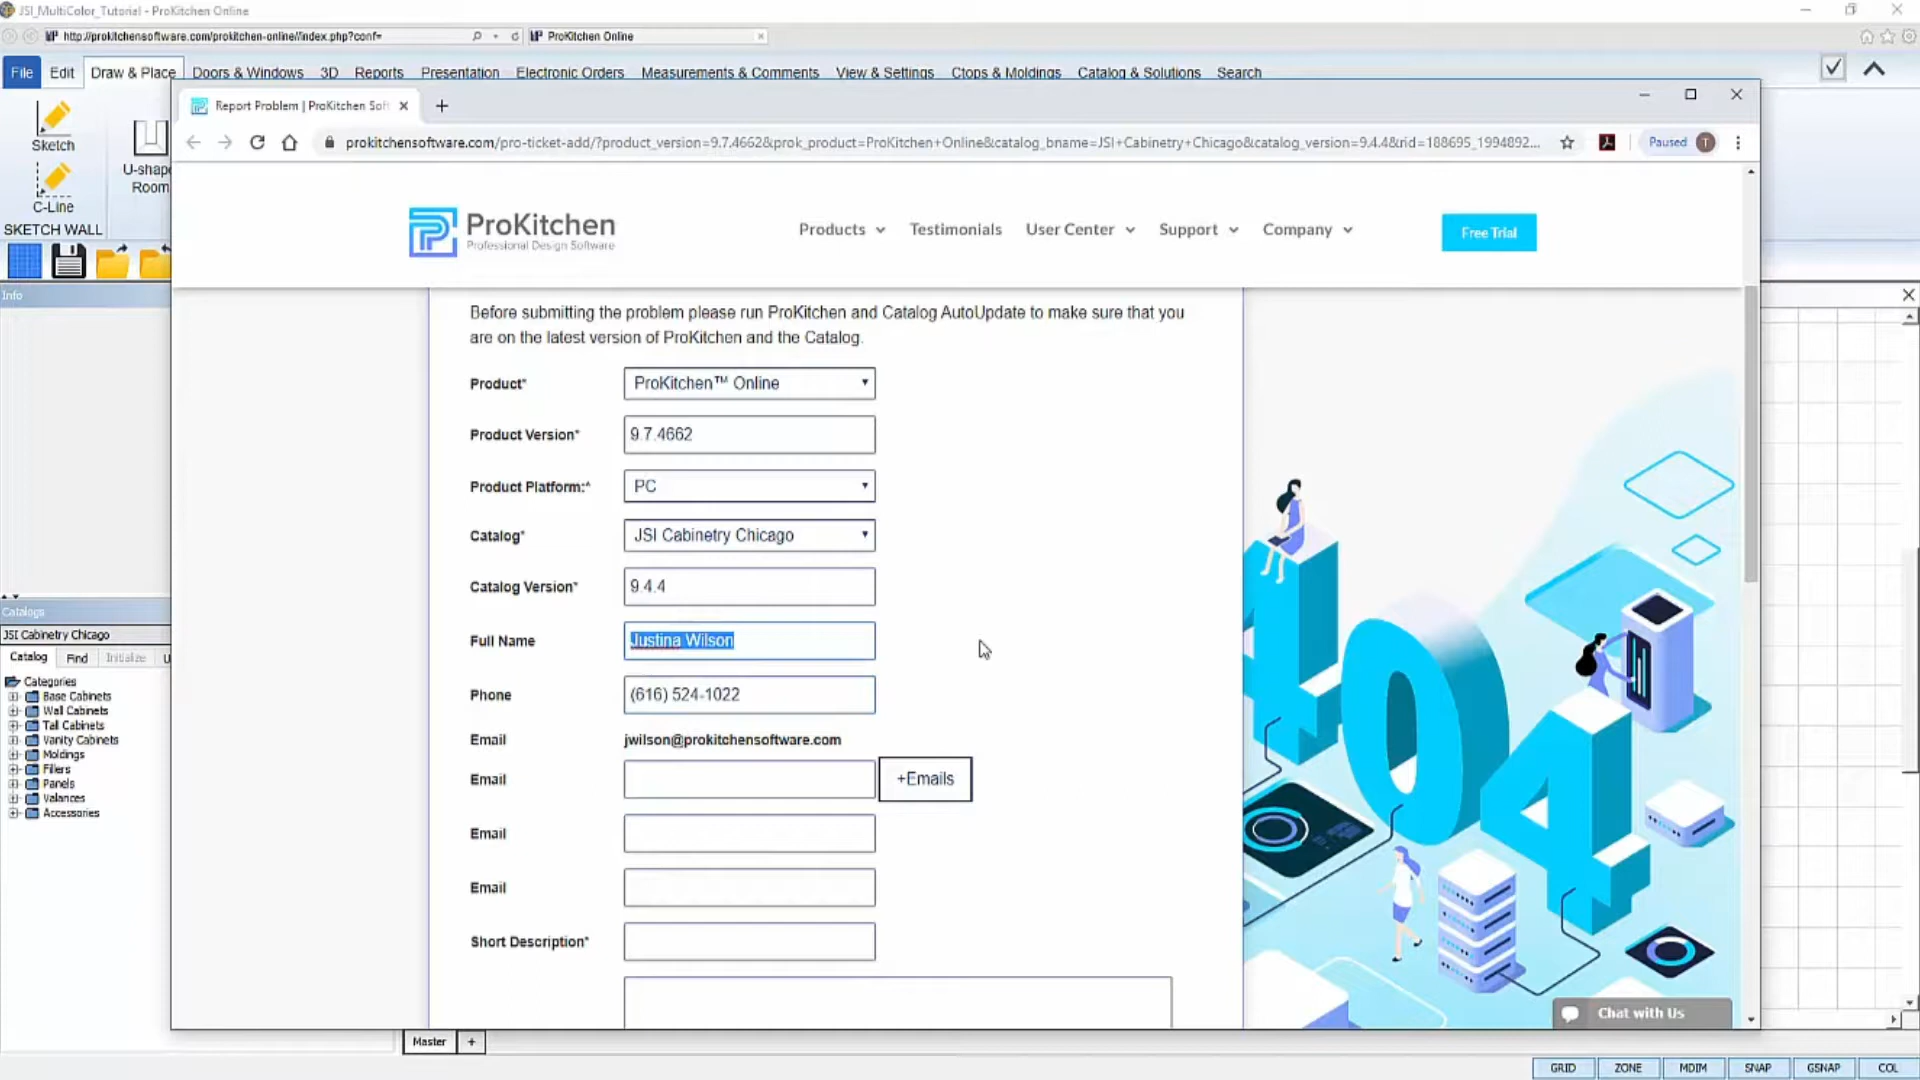 JSI_MultiColor_Tutorial - ProKitchen Online
http://prokitchensoftware.com/prokitchen-online//index.php?conf=
ProKitchen Online
File Edit Draw & Place Doors & Windows 3D Reports Presentation Electronic Orders Measurements & Comments View & Settings Ctops & Moldings Catalog & Solutions Search
Report Problem | ProKitchen Soft
prokitchensoftware.com/pro-ticket-add/?product_version=9.7.4662&prok_product=ProKitchen+Online&catalog_bname=JSI+Cabinetry+Chicago&catalog_version=9.4.4&rid=188695_1994892...
Paused T
Sketch
C-Line
SKETCH WALL
U-shape
Room
ProKitchen
Professional Design Software
Products Testimonials User Center Support Company Free Trial
Info
Before submitting the problem please run ProKitchen and Catalog AutoUpdate to make sure that you
are on the latest version of ProKitchen and the Catalog.
Product* ProKitchen™ Online
Product Version* 9.7.4662
Product Platform:* PC
Catalog* JSI Cabinetry Chicago
Catalog Version* 9.4.4
Full Name Justina Wilson
Phone (616) 524-1022
Email jwilson@prokitchensoftware.com
Email +Emails
Email
Email
Short Description*
Catalogs
JSI Cabinetry Chicago
Catalog Find Initialize U
Categories
Base Cabinets
Wall Cabinets
Tall Cabinets
Vanity Cabinets
Moldings
Fillers
Panels
Valances
Accessories
404
Chat with Us
Master +
GRID ZONE MDIM SNAP GSNAP COL